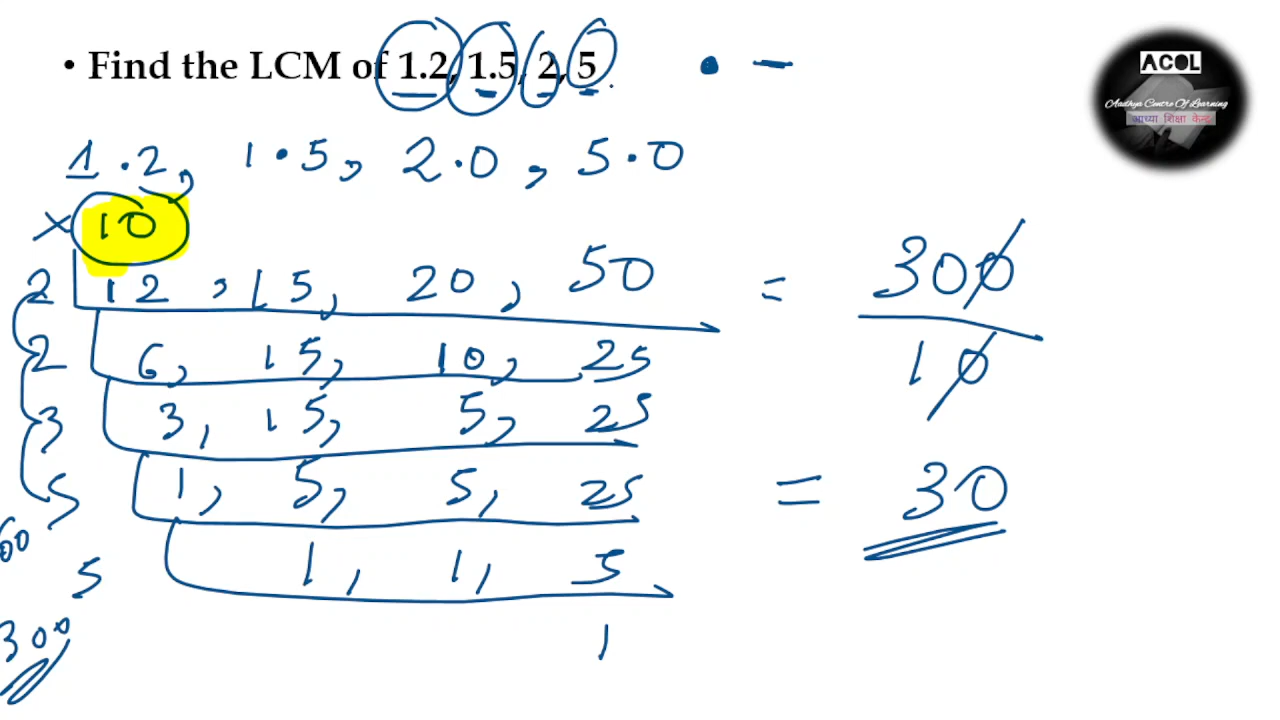 • Find the LCM of 1.2, 1.5, 2, 5.
ACOL
Aadhya Centre Of Learning
आध्या शिक्षा केन्द्र
1.2, 1.5, 2.0, 5.0
× 10
2 12, 15, 20, 50 = 300
2 6, 15, 10, 25 10
3 3, 15, 5, 25
5 1, 5, 5, 25 = 30
60
5 1, 1, 5
300
1